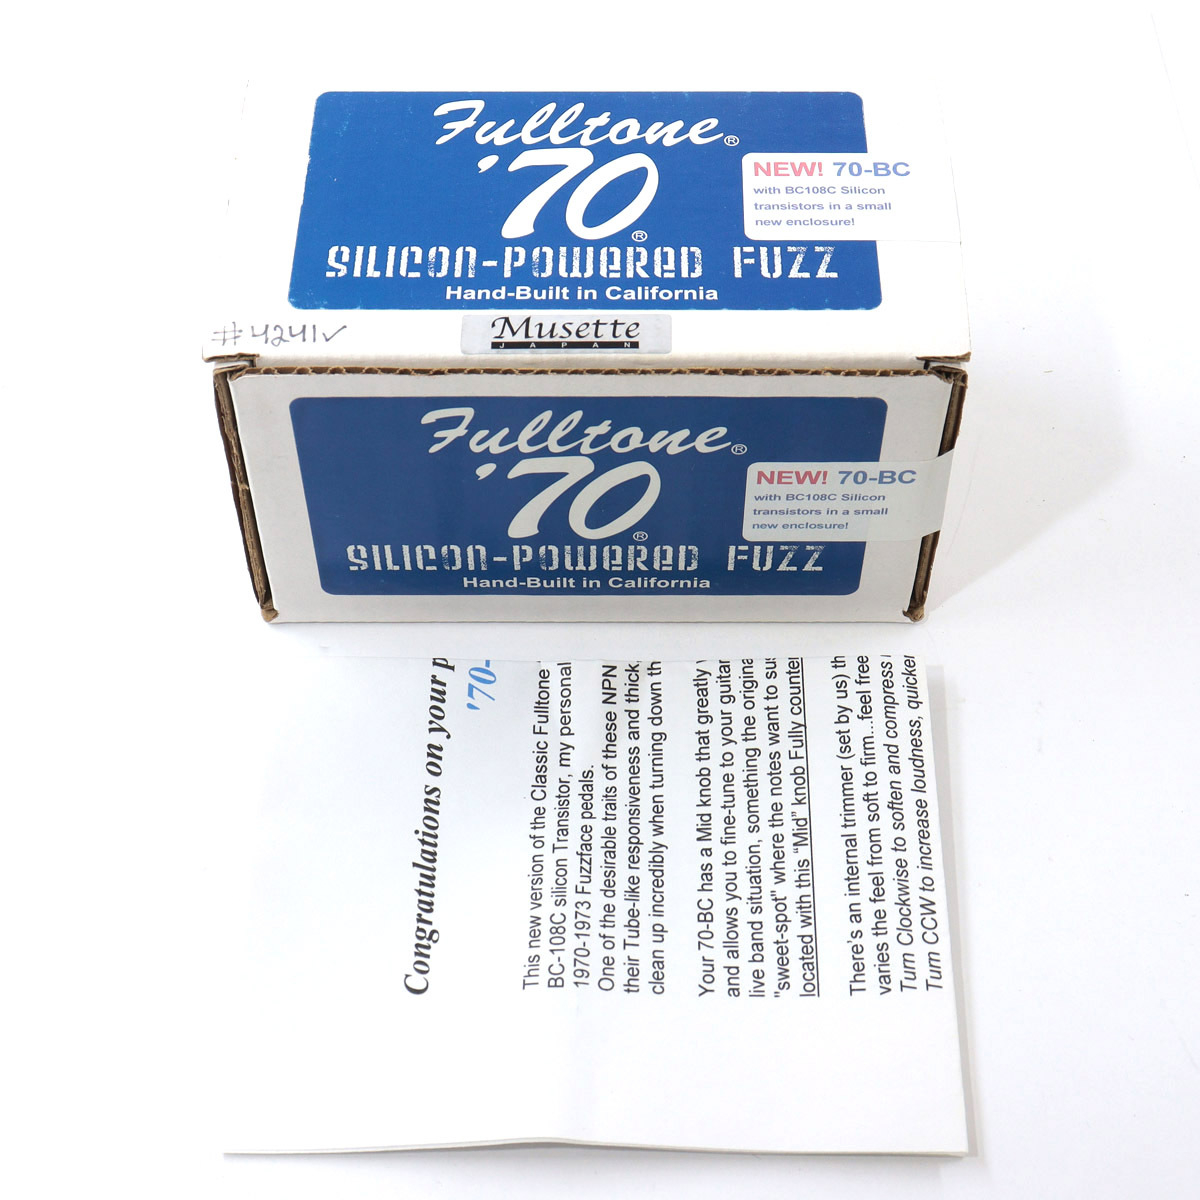 Fulltone®
'70®
SILICON-POWERED FUZZ
Hand-Built in California
NEW! 70-BC
with BC108C Silicon
transistors in a small
new enclosure!
#4241✓
Musette
JAPAN
Fulltone®
'70®
SILICON-POWERED FUZZ
Hand-Built in California
NEW! 70-BC
with BC108C Silicon
transistors in a small
new enclosure!
Congratulations on your
'70-
This new version of the Classic Fulltone
BC-108C silicon Transistor, my personal
1970-1973 Fuzzface pedals.
One of the desirable traits of these NPN
their Tube-like responsiveness and thick,
clean up incredibly when turning down
Your 70-BC has a Mid knob that greatly
and allows you to fine-tune to your guitar
live band situation, something the
"sweet-spot" where the notes want to
located with this "Mid" knob Fully
There's an internal trimmer (set by us)
varies the feel from soft to firm...feel free
Turn Clockwise to soften and compress
Turn CCW to increase loudness,